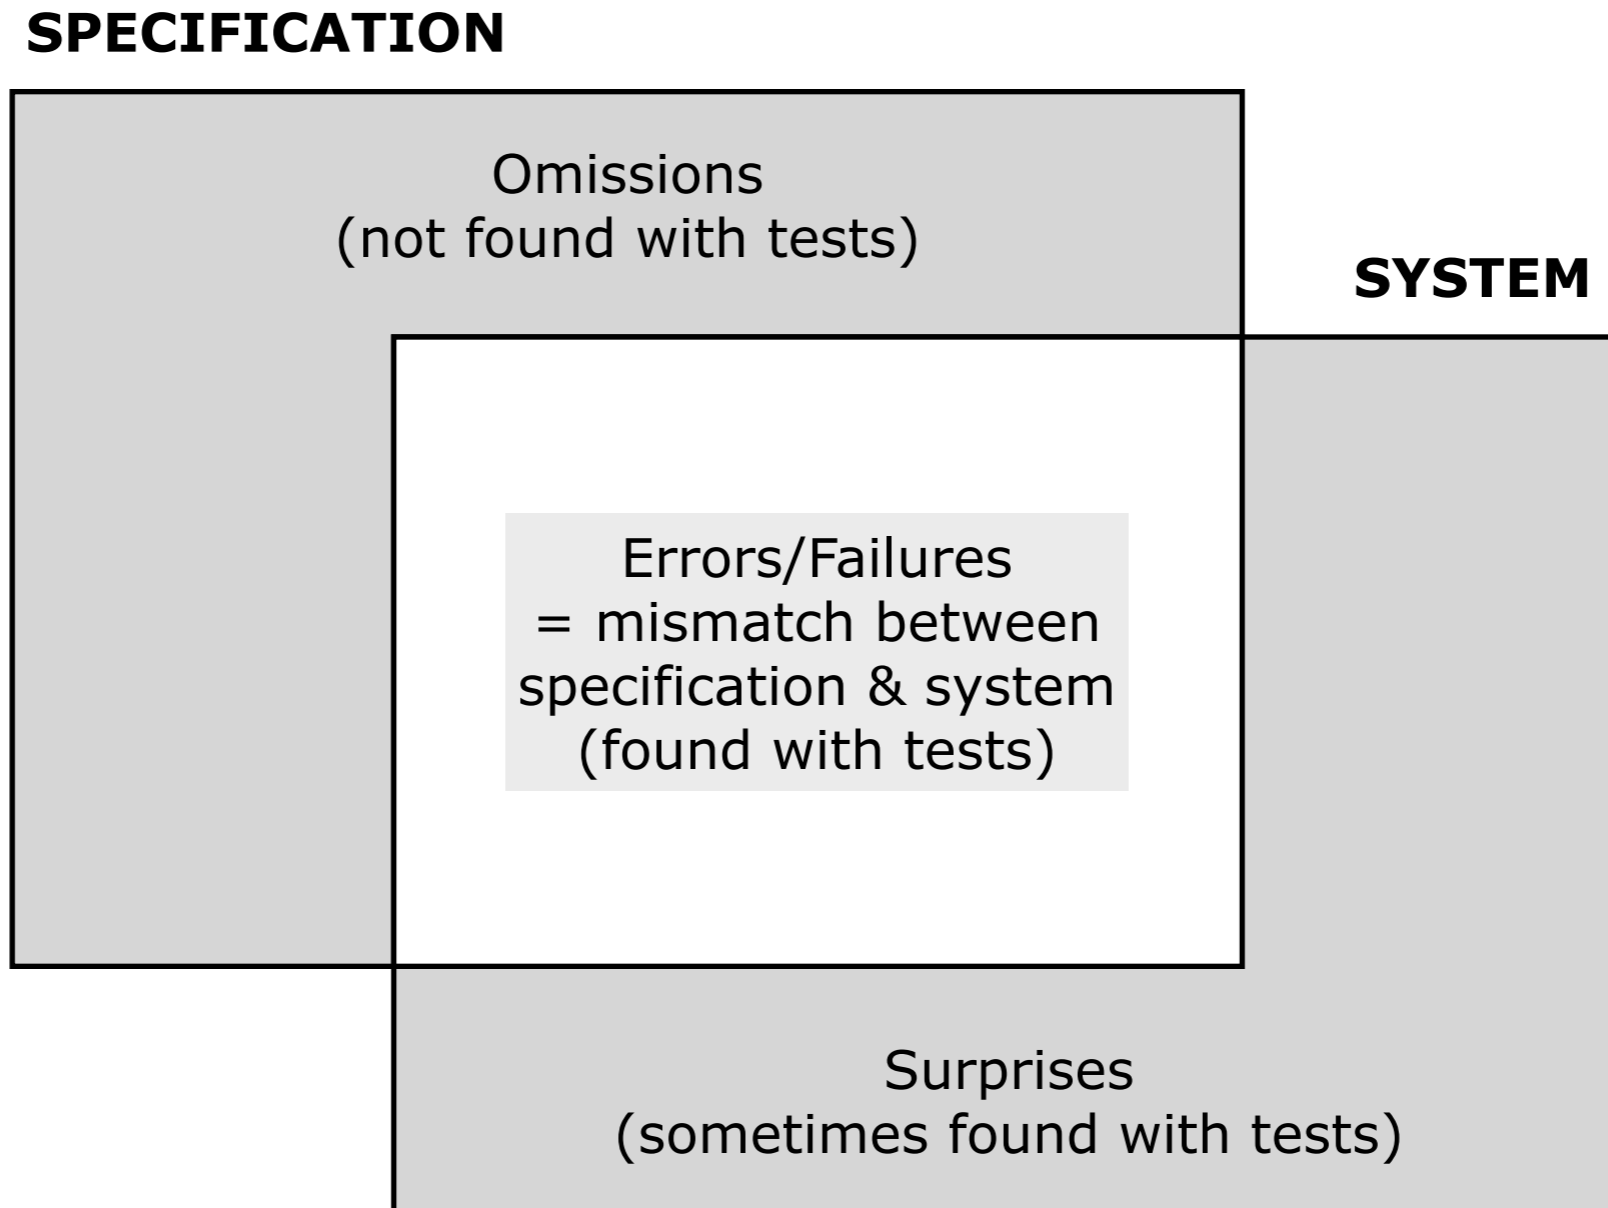 SPECIFICATION
Omissions
(not found with tests)
SYSTEM
Errors/Failures
= mismatch between
specification & system
(found with tests)
Surprises
(sometimes found with tests)